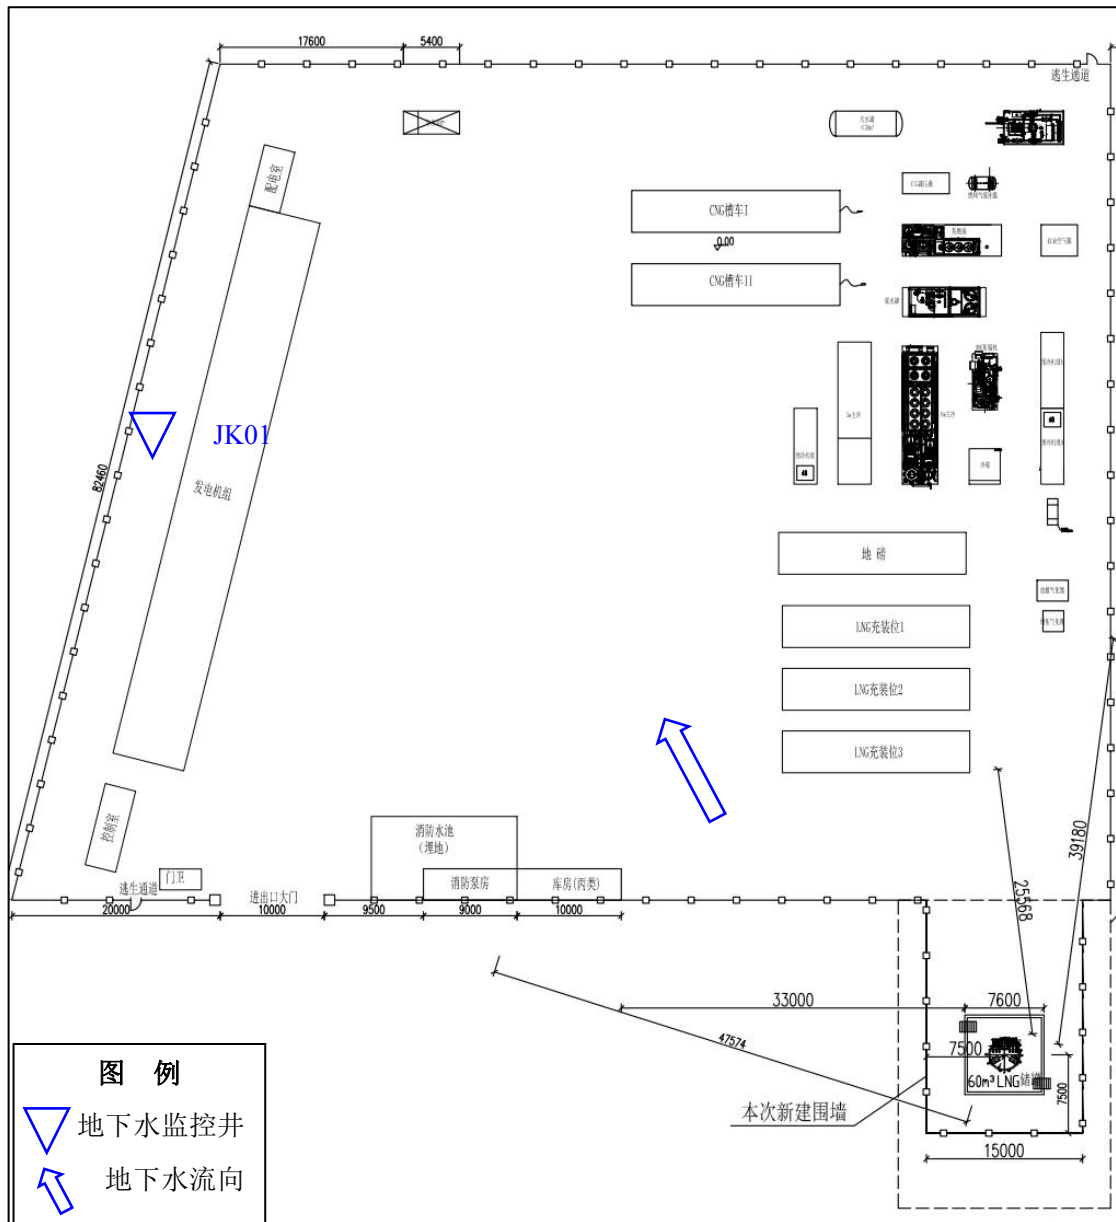 17600
5400
逃生通道
污水罐
配电室
CNG槽车I
0.00
CNG槽车II
JK01
82460
发电机组
冷箱
地 磅
LNG充装位1
LNG充装位2
LNG充装位3
39180
25568
控制室
门卫
消防水池
(埋地)
消防泵房
库房(丙类)
逃生通道
进出口大门
20000
10000
9500
9000
10000
33000
7600
47574
7500
60m³LNG储罐
7500
本次新建围墙
15000
图 例
地下水监控井
地下水流向